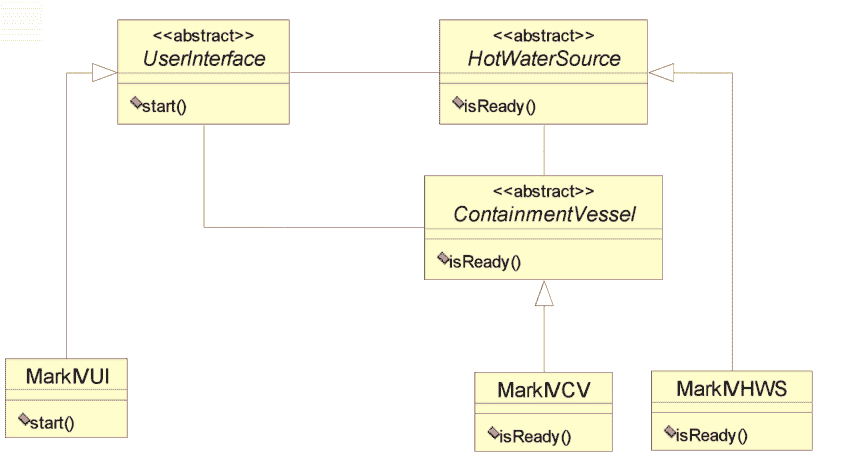 <<abstract>>
UserInterface
start()
<<abstract>>
HotWaterSource
isReady()
<<abstract>>
ContainmentVessel
isReady()
MarkIVUI
start()
MarkIVCV
isReady()
MarkIVHWS
isReady()